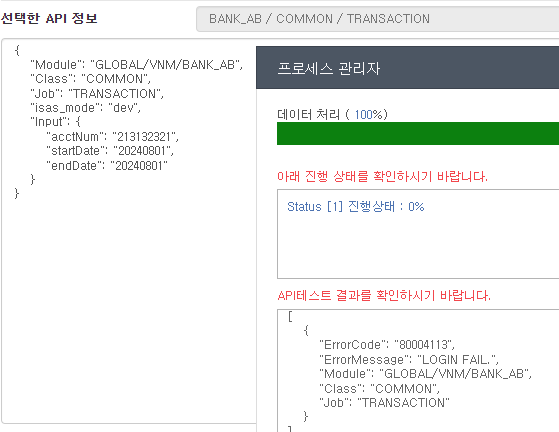 선택한 API 정보
BANK_AB / COMMON / TRANSACTION
{
"Module": "GLOBAL/VNM/BANK_AB",
"Class": "COMMON",
"Job": "TRANSACTION",
"isas_mode": "dev",
"Input": {
"acctNum": "213132321",
"startDate": "20240801",
"endDate": "20240801"
}
}
프로세스 관리자
데이터 처리 ( 100%)
아래 진행 상태를 확인하시기 바랍니다.
Status [1] 진행상태 : 0%
API테스트 결과를 확인하시기 바랍니다.
[
{
"ErrorCode": "80004113",
"ErrorMessage": "LOGIN FAIL.",
"Module": "GLOBAL/VNM/BANK_AB",
"Class": "COMMON",
"Job": "TRANSACTION"
}
]